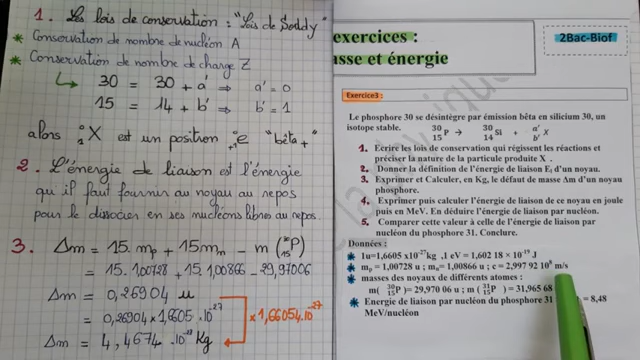 1. Les lois de conservation : "Lois de Soddy"
* Conservation de nombre de nucléon A
* Conservation de nombre de charge Z
↳ 30 = 30 + a' ⇒ a' = 0
15 = 14 + b' ⇒ b' = 1
alors ⁰₁X est un position ⁰₊₁e "bêta₊"
2. L'énergie de liaison est l'énergie
qu'il faut fournir au noyau au repos
pour le dissocier en ses nucléons libres au repos.
3. Δm = 15.mp + 15mn - m(³⁰₁₅P)
= 15.1,00728 + 15.1,00866 - 29,97006
Δm = 0,26904 u
= 0,26904 × 1,6605.10⁻²⁷
Δm = 4,4674.10⁻²⁸ Kg
× 1,66054.10⁻²⁷
exercices :
asse et énergie
2Bac-Biof
Exercice3 :
Le phosphore 30 se désintègre par émission bêta en silicium 30, un
isotope stable.
³⁰₁₅P → ³⁰₁₄Si + ᵃ'ᵦ'X
1. Ecrire les lois de conservation qui régissent les réactions et
préciser la nature de la particule produite X .
2. Donner la définition de l'énergie de liaison Eₗ d'un noyau.
3. Exprimer et Calculer, en Kg, le défaut de masse Δm d'un noyau
phosphore.
4. Exprimer puis calculer l'énergie de liaison de ce noyau en joule
puis en MeV. En déduire l'énergie de liaison par nucléon.
5. Comparer cette valeur à celle de l'énergie de liaison par
nucléon du phosphore 31. Conclure.
Données :
* 1u=1,6605 x10⁻²⁷kg .1 eV = 1,602 18 × 10⁻¹⁹ J
* mp = 1,00728 u ; mn= 1,00866 u ; c = 2,997 92 10⁸ m/s
* masses des noyaux de différents atomes :
m( ³⁰₁₅P )= 29,970 06 u ; m ( ³¹₁₅P ) = 31,965 68
* Energie de liaison par nucléon du phosphore 31 = 8,48
MeV/nucléon